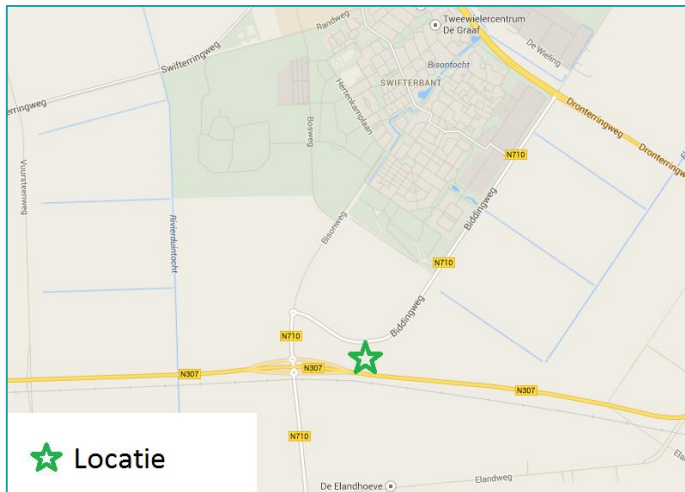 Tweewielercentrum
De Graaf
Randweg
De Wieling
Swifterringweg
Bisontocht
SWIFTERBANT
Hertenkamplaan
Dronterringweg
erringweg
Bosweg
N710
Dronterringweg
Vuursteenweg
Biddingweg
Rivierduintocht
Bisonweg
N710
Biddingweg
N710
N307
N307
N307
N710
Elan
Locatie
De Elandhoeve
Elandweg